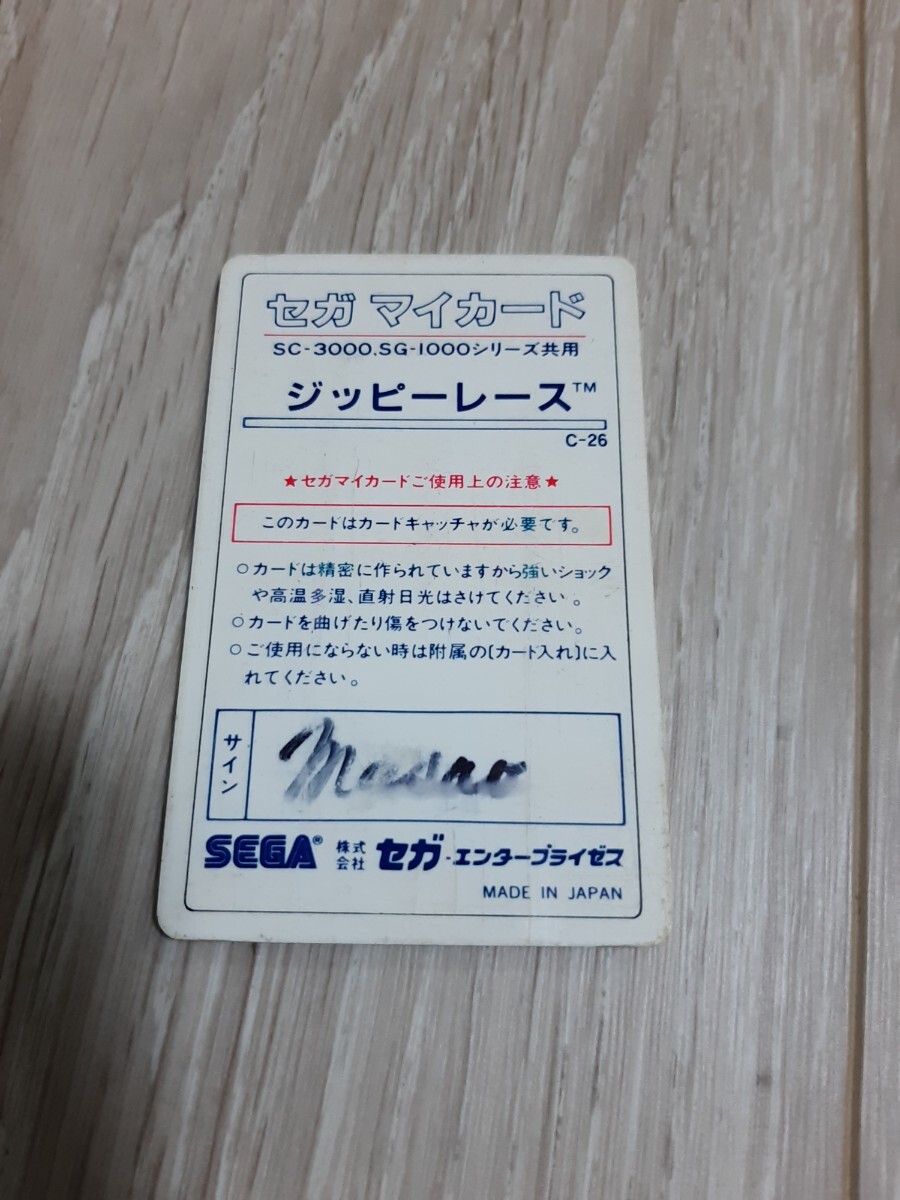 セガ マイカード
SC-3000,SG-1000シリーズ共用
ジッピーレース™
C-26
★セガマイカードご使用上の注意★
このカードはカードキャッチャが必要です。
○カードは精密に作られていますから強いショック
や高温多湿、直射日光はさけてください。
○カードを曲げたり傷をつけないでください。
○ご使用にならない時は附属の〔カード入れ〕に入
れてください。
サイン
SEGA® 株式会社 セガ・エンタープライゼス
MADE IN JAPAN